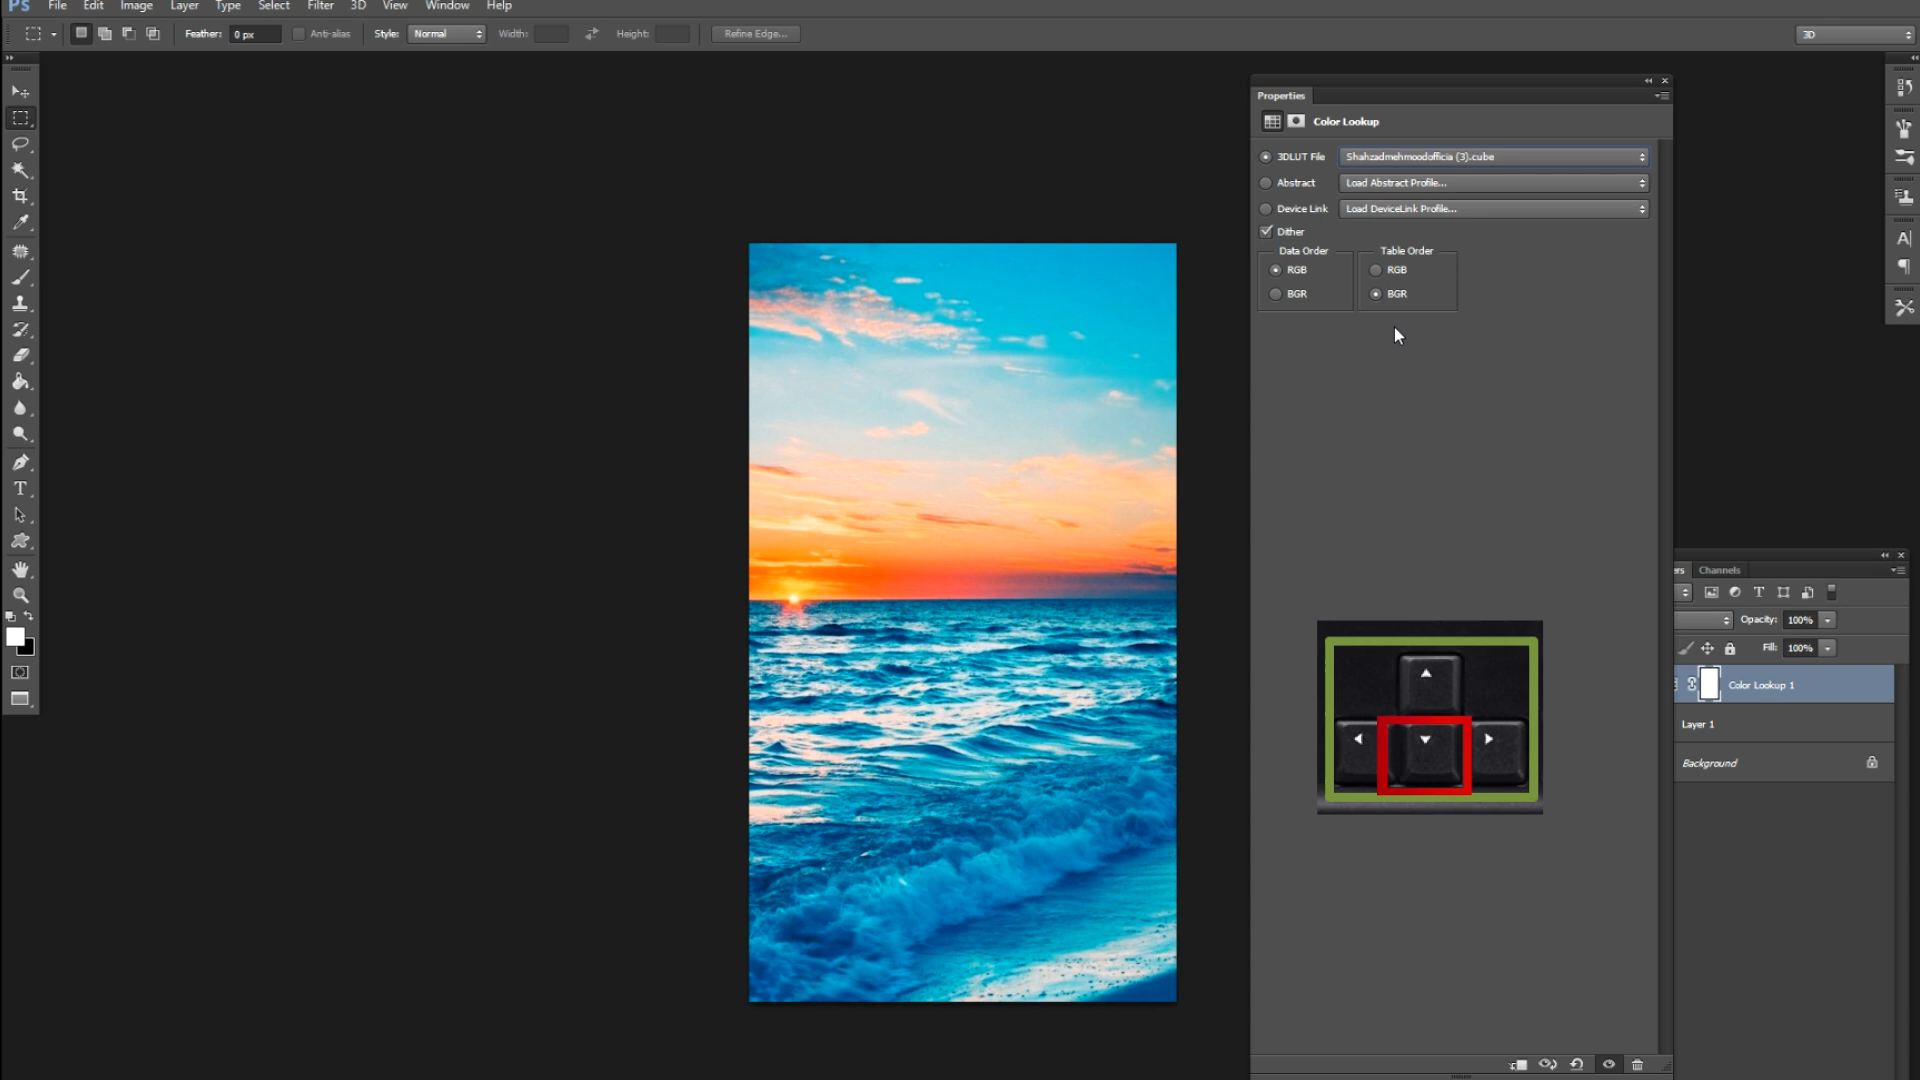 Ps File Edit Image Layer Type Select Filter 3D View Window Help
Feather: 0 px Anti-alias Style: Normal Width: Height: Refine Edge... 3D
Properties
Color Lookup
3DLUT File Shahzadmehmoodofficia (3).cube
Abstract Load Abstract Profile...
Device Link Load DeviceLink Profile...
Dither
Data Order Table Order
RGB RGB
BGR BGR
ers Channels
Opacity: 100%
Fill: 100%
Color Lookup 1
Layer 1
Background